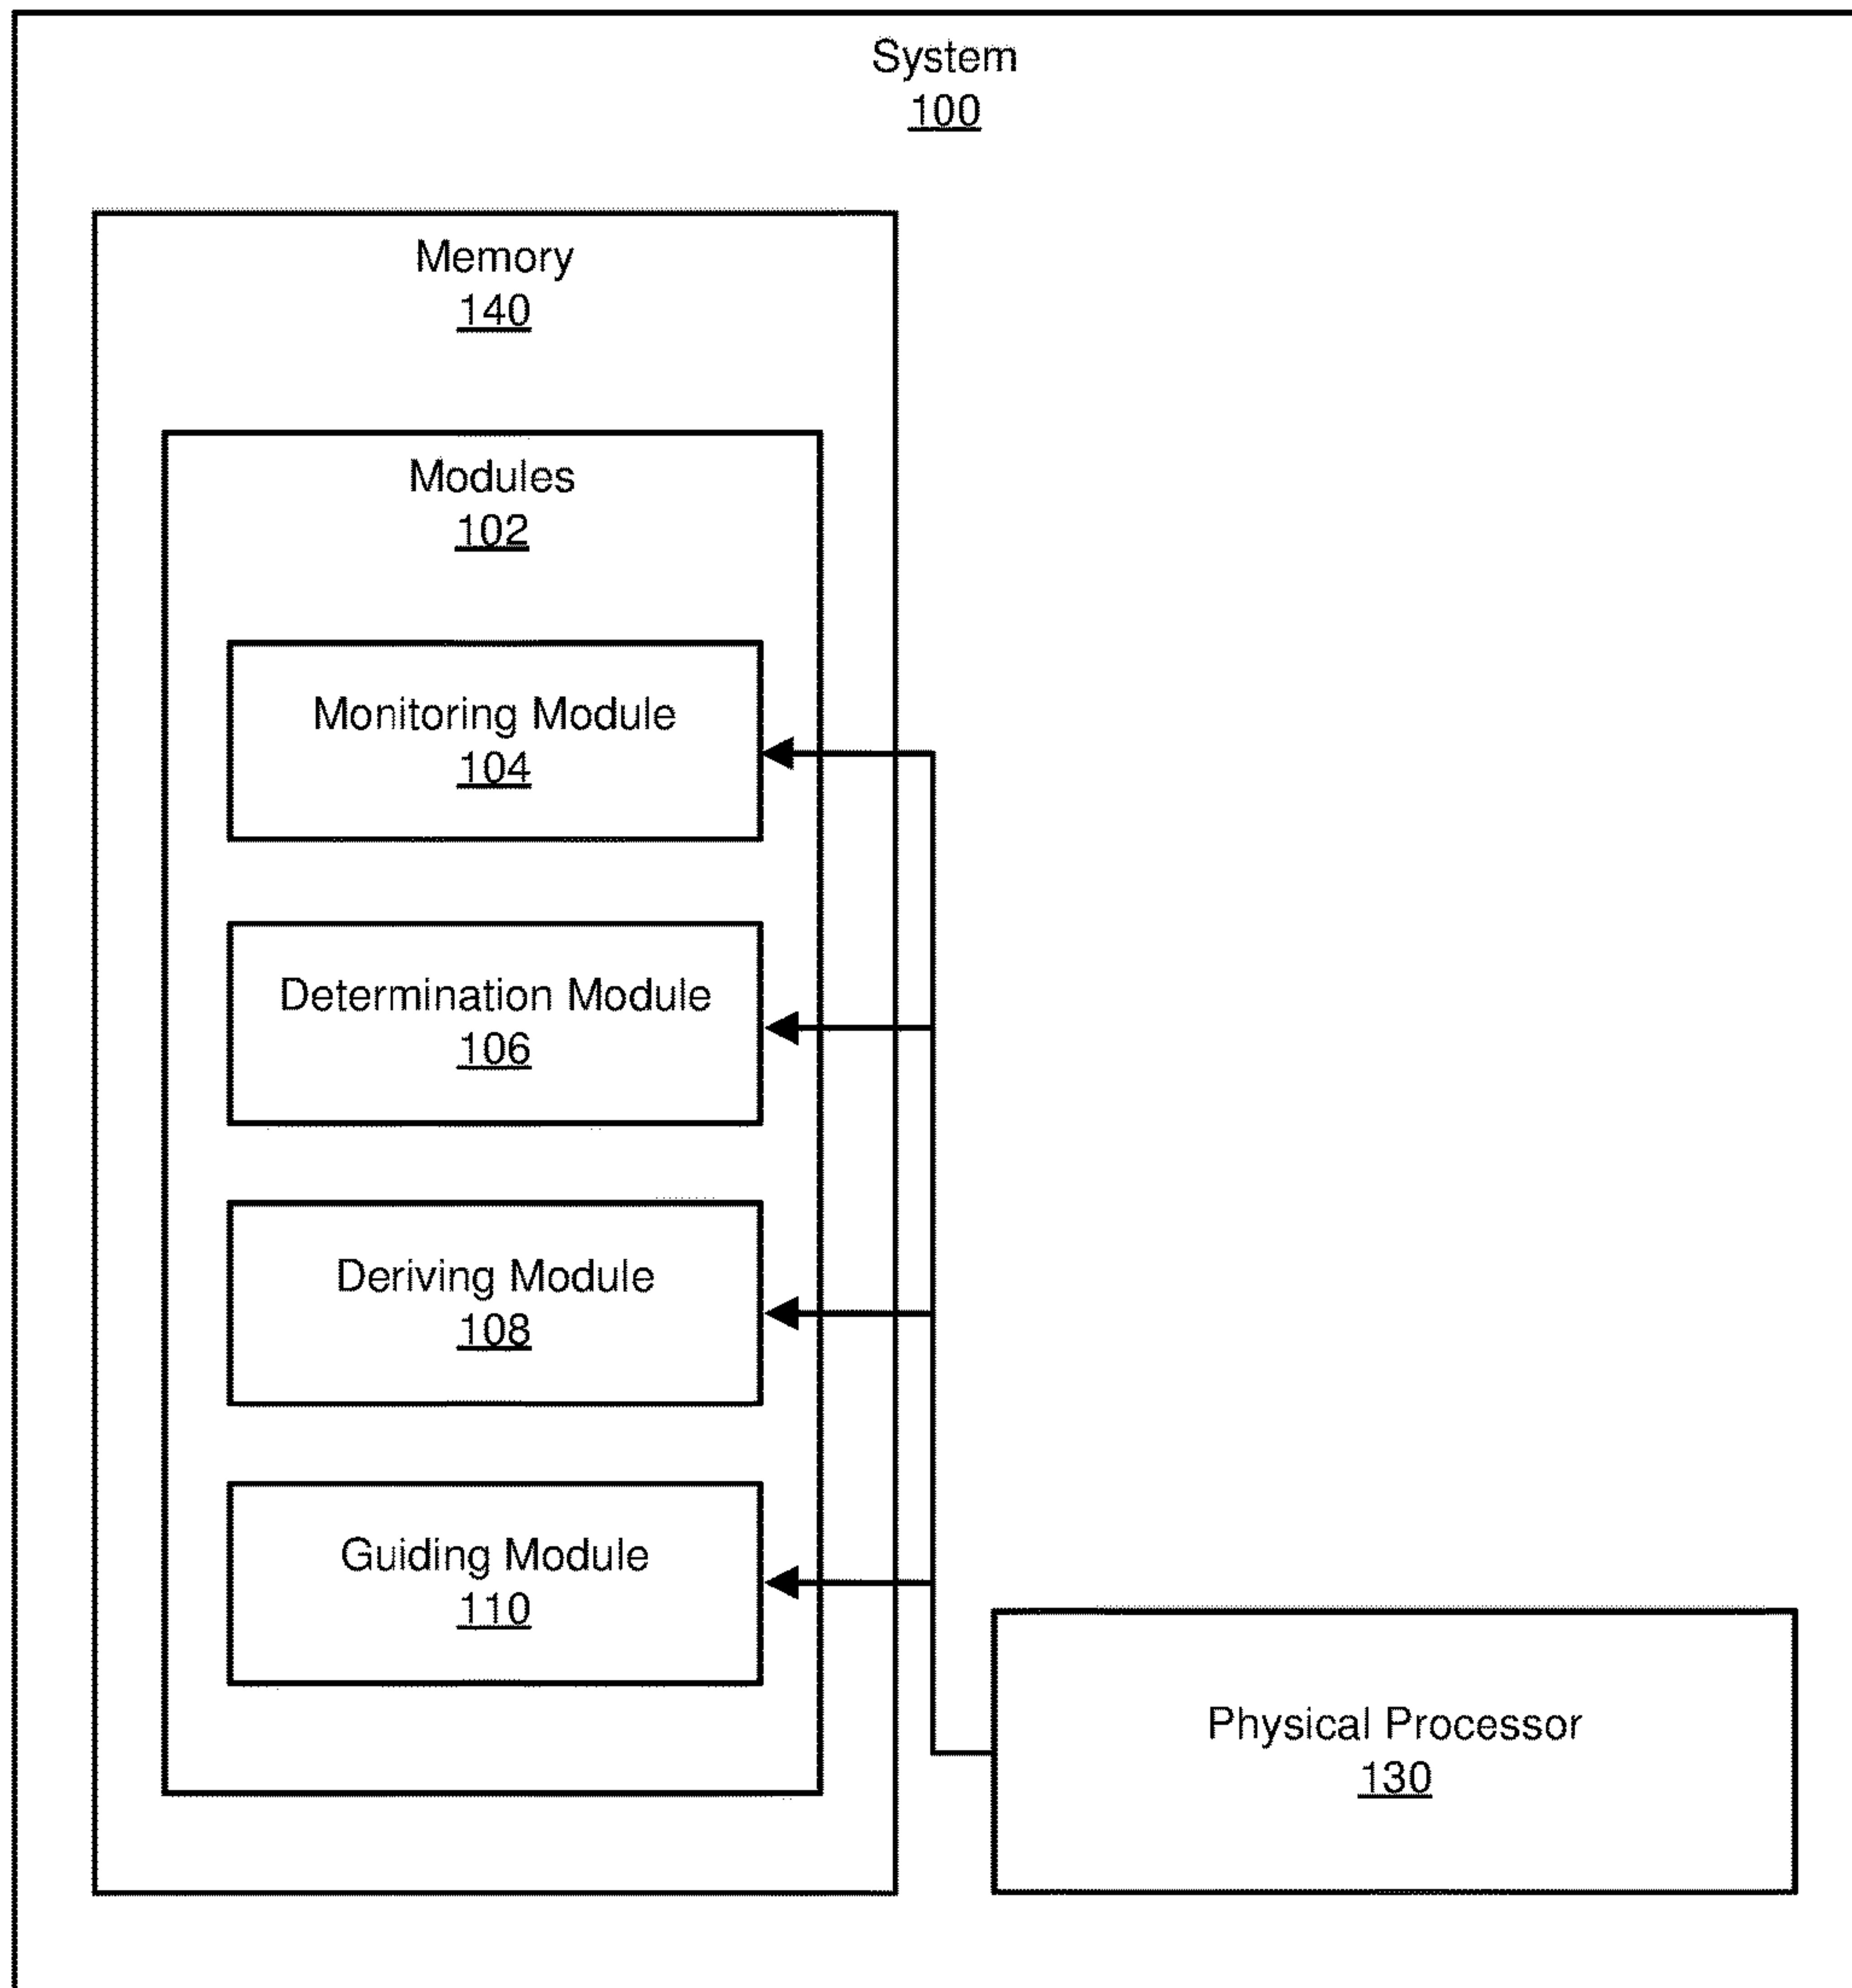 System
100
Memory
140
Modules
102
Monitoring Module
104
Determination Module
106
Deriving Module
108
Guiding Module
110
Physical Processor
130